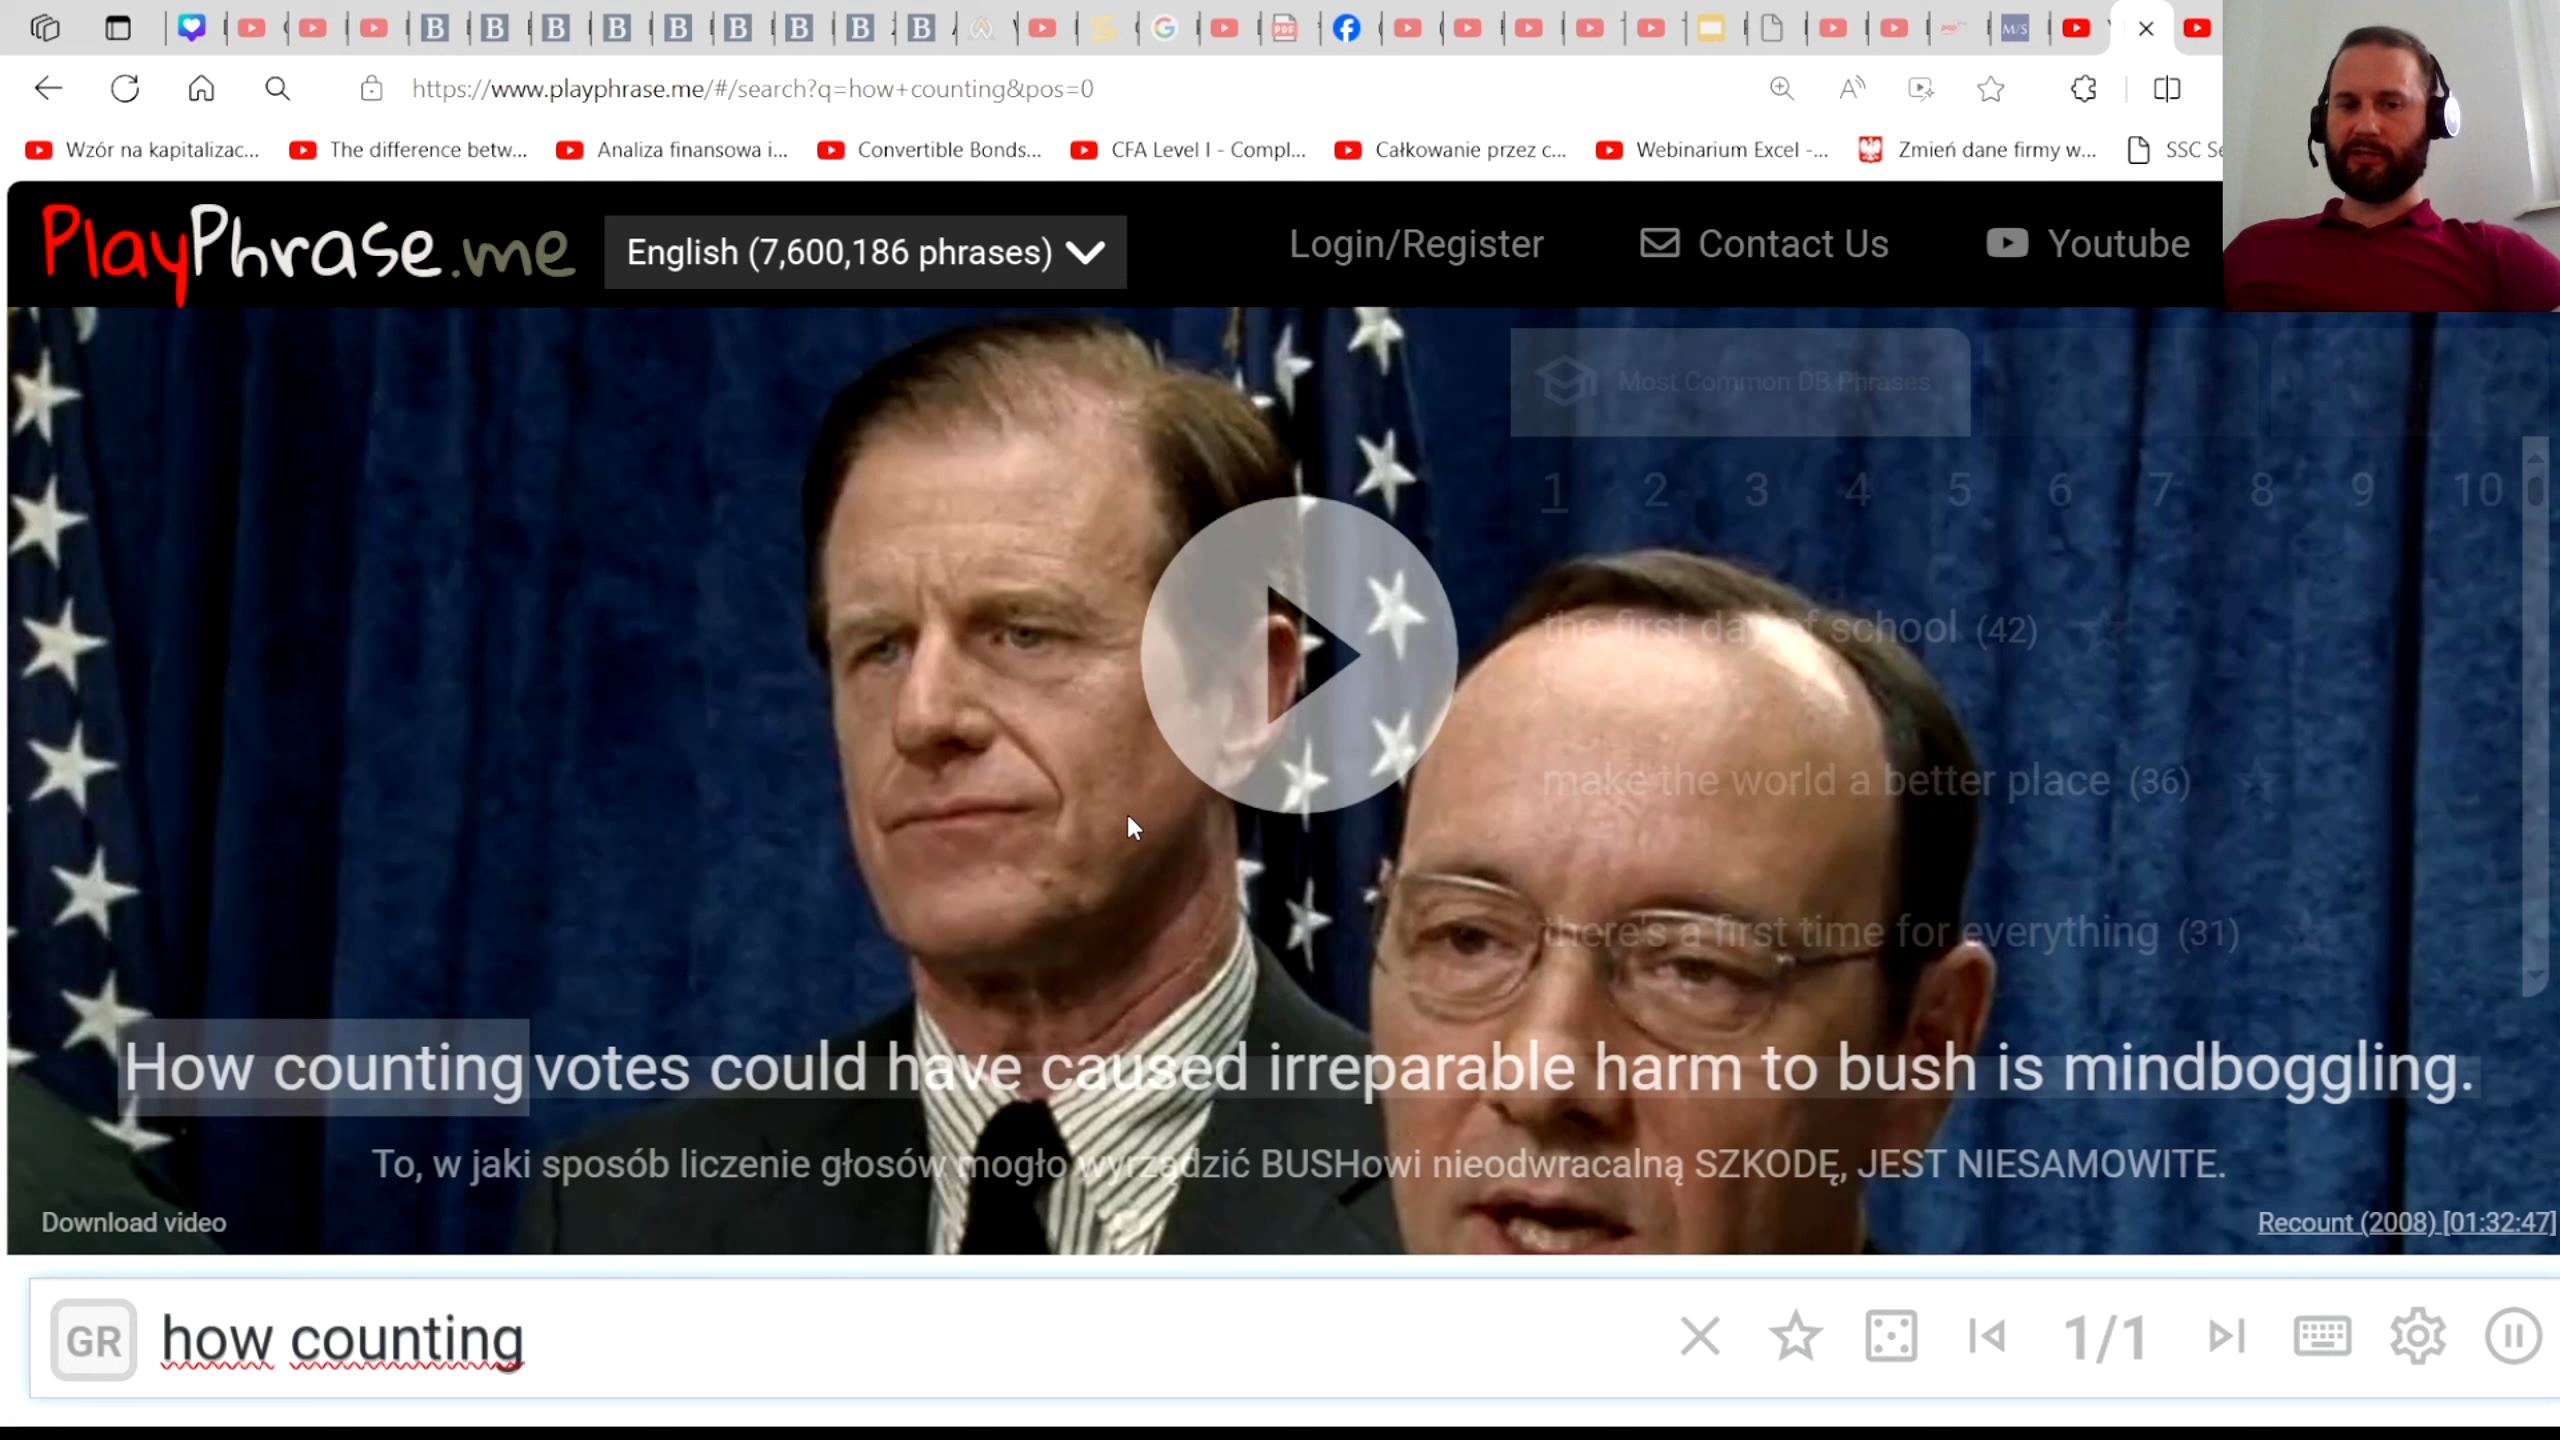 https://www.playphrase.me/#/search?q=how+counting&pos=0
Wzór na kapitalizac... The difference betw... Analiza finansowa i... Convertible Bonds... CFA Level I - Compl... Całkowanie przez c... Webinarium Excel -... Zmień dane firmy w... SSC Se
PlayPhrase.me English (7,600,186 phrases) Login/Register Contact Us Youtube
Most Common DB Phrases
1 2 3 4 5 6 7 8 9 10
the first day of school (42)
make the world a better place (36)
there's a first time for everything (31)
How counting votes could have caused irreparable harm to bush is mindboggling.
To, w jaki sposób liczenie głosów mogło wyrządzić BUSHowi nieodwracalną SZKODĘ, JEST NIESAMOWITE.
Download video Recount (2008) [01:32:47]
GR how counting 1/1